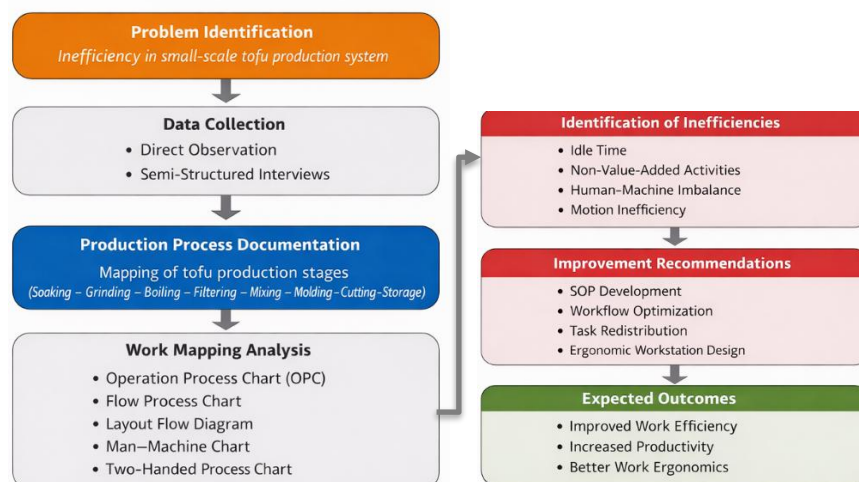 Problem Identification
Inefficiency in small-scale tofu production system
Data Collection
• Direct Observation
• Semi-Structured Interviews
Production Process Documentation
Mapping of tofu production stages
(Soaking – Grinding – Boiling – Filtering – Mixing – Molding-Cutting-Storage)
Work Mapping Analysis
• Operation Process Chart (OPC)
• Flow Process Chart
• Layout Flow Diagram
• Man–Machine Chart
• Two-Handed Process Chart
Identification of Inefficiencies
• Idle Time
• Non-Value-Added Activities
• Human–Machine Imbalance
• Motion Inefficiency
Improvement Recommendations
• SOP Development
• Workflow Optimization
• Task Redistribution
• Ergonomic Workstation Design
Expected Outcomes
• Improved Work Efficiency
• Increased Productivity
• Better Work Ergonomics